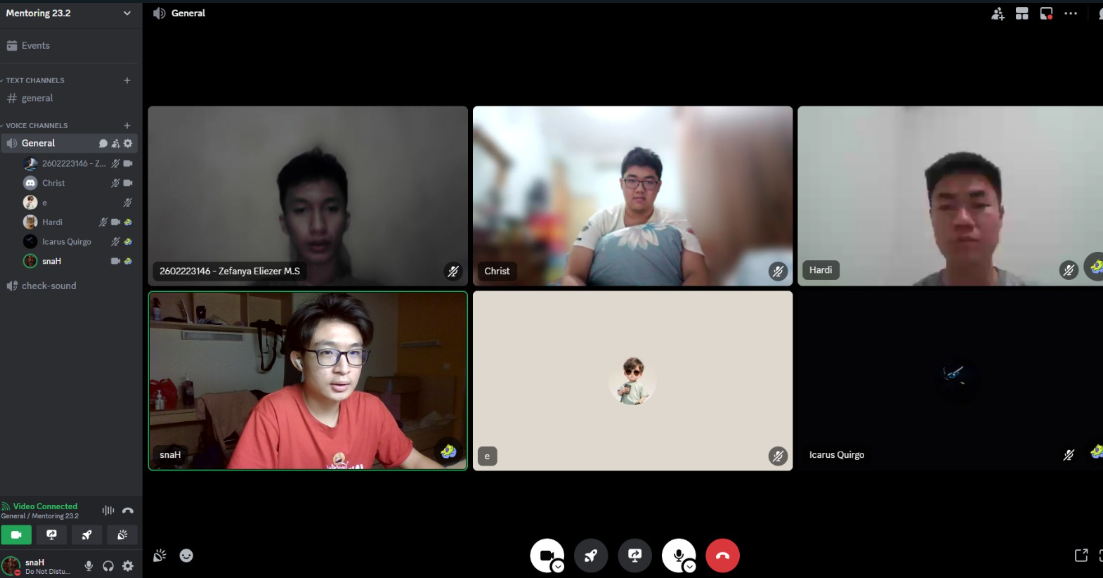 Mentoring 23.2
General
Events
TEXT CHANNELS
general
VOICE CHANNELS
General
2602223146 - Z...
Christ
e
Hardi
Icarus Quirgo
snaH
check-sound
2602223146 - Zefanya Eliezer M.S
Christ
Hardi
snaH
e
Icarus Quirgo
Video Connected
General / Mentoring 23.2
snaH
Do Not Distu...